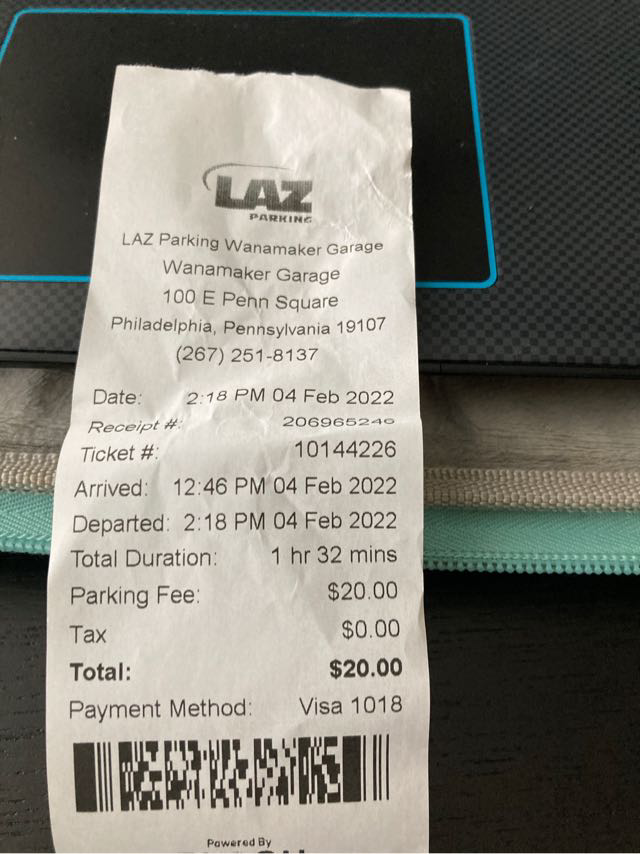 LAZ
PARKING
LAZ Parking Wanamaker Garage
Wanamaker Garage
100 E Penn Square
Philadelphia, Pennsylvania 19107
(267) 251-8137
Date: 2:18 PM 04 Feb 2022
Receipt #: 206965246
Ticket #: 10144226
Arrived: 12:46 PM 04 Feb 2022
Departed: 2:18 PM 04 Feb 2022
Total Duration: 1 hr 32 mins
Parking Fee: $20.00
Tax $0.00
Total: $20.00
Payment Method: Visa 1018
Powered By